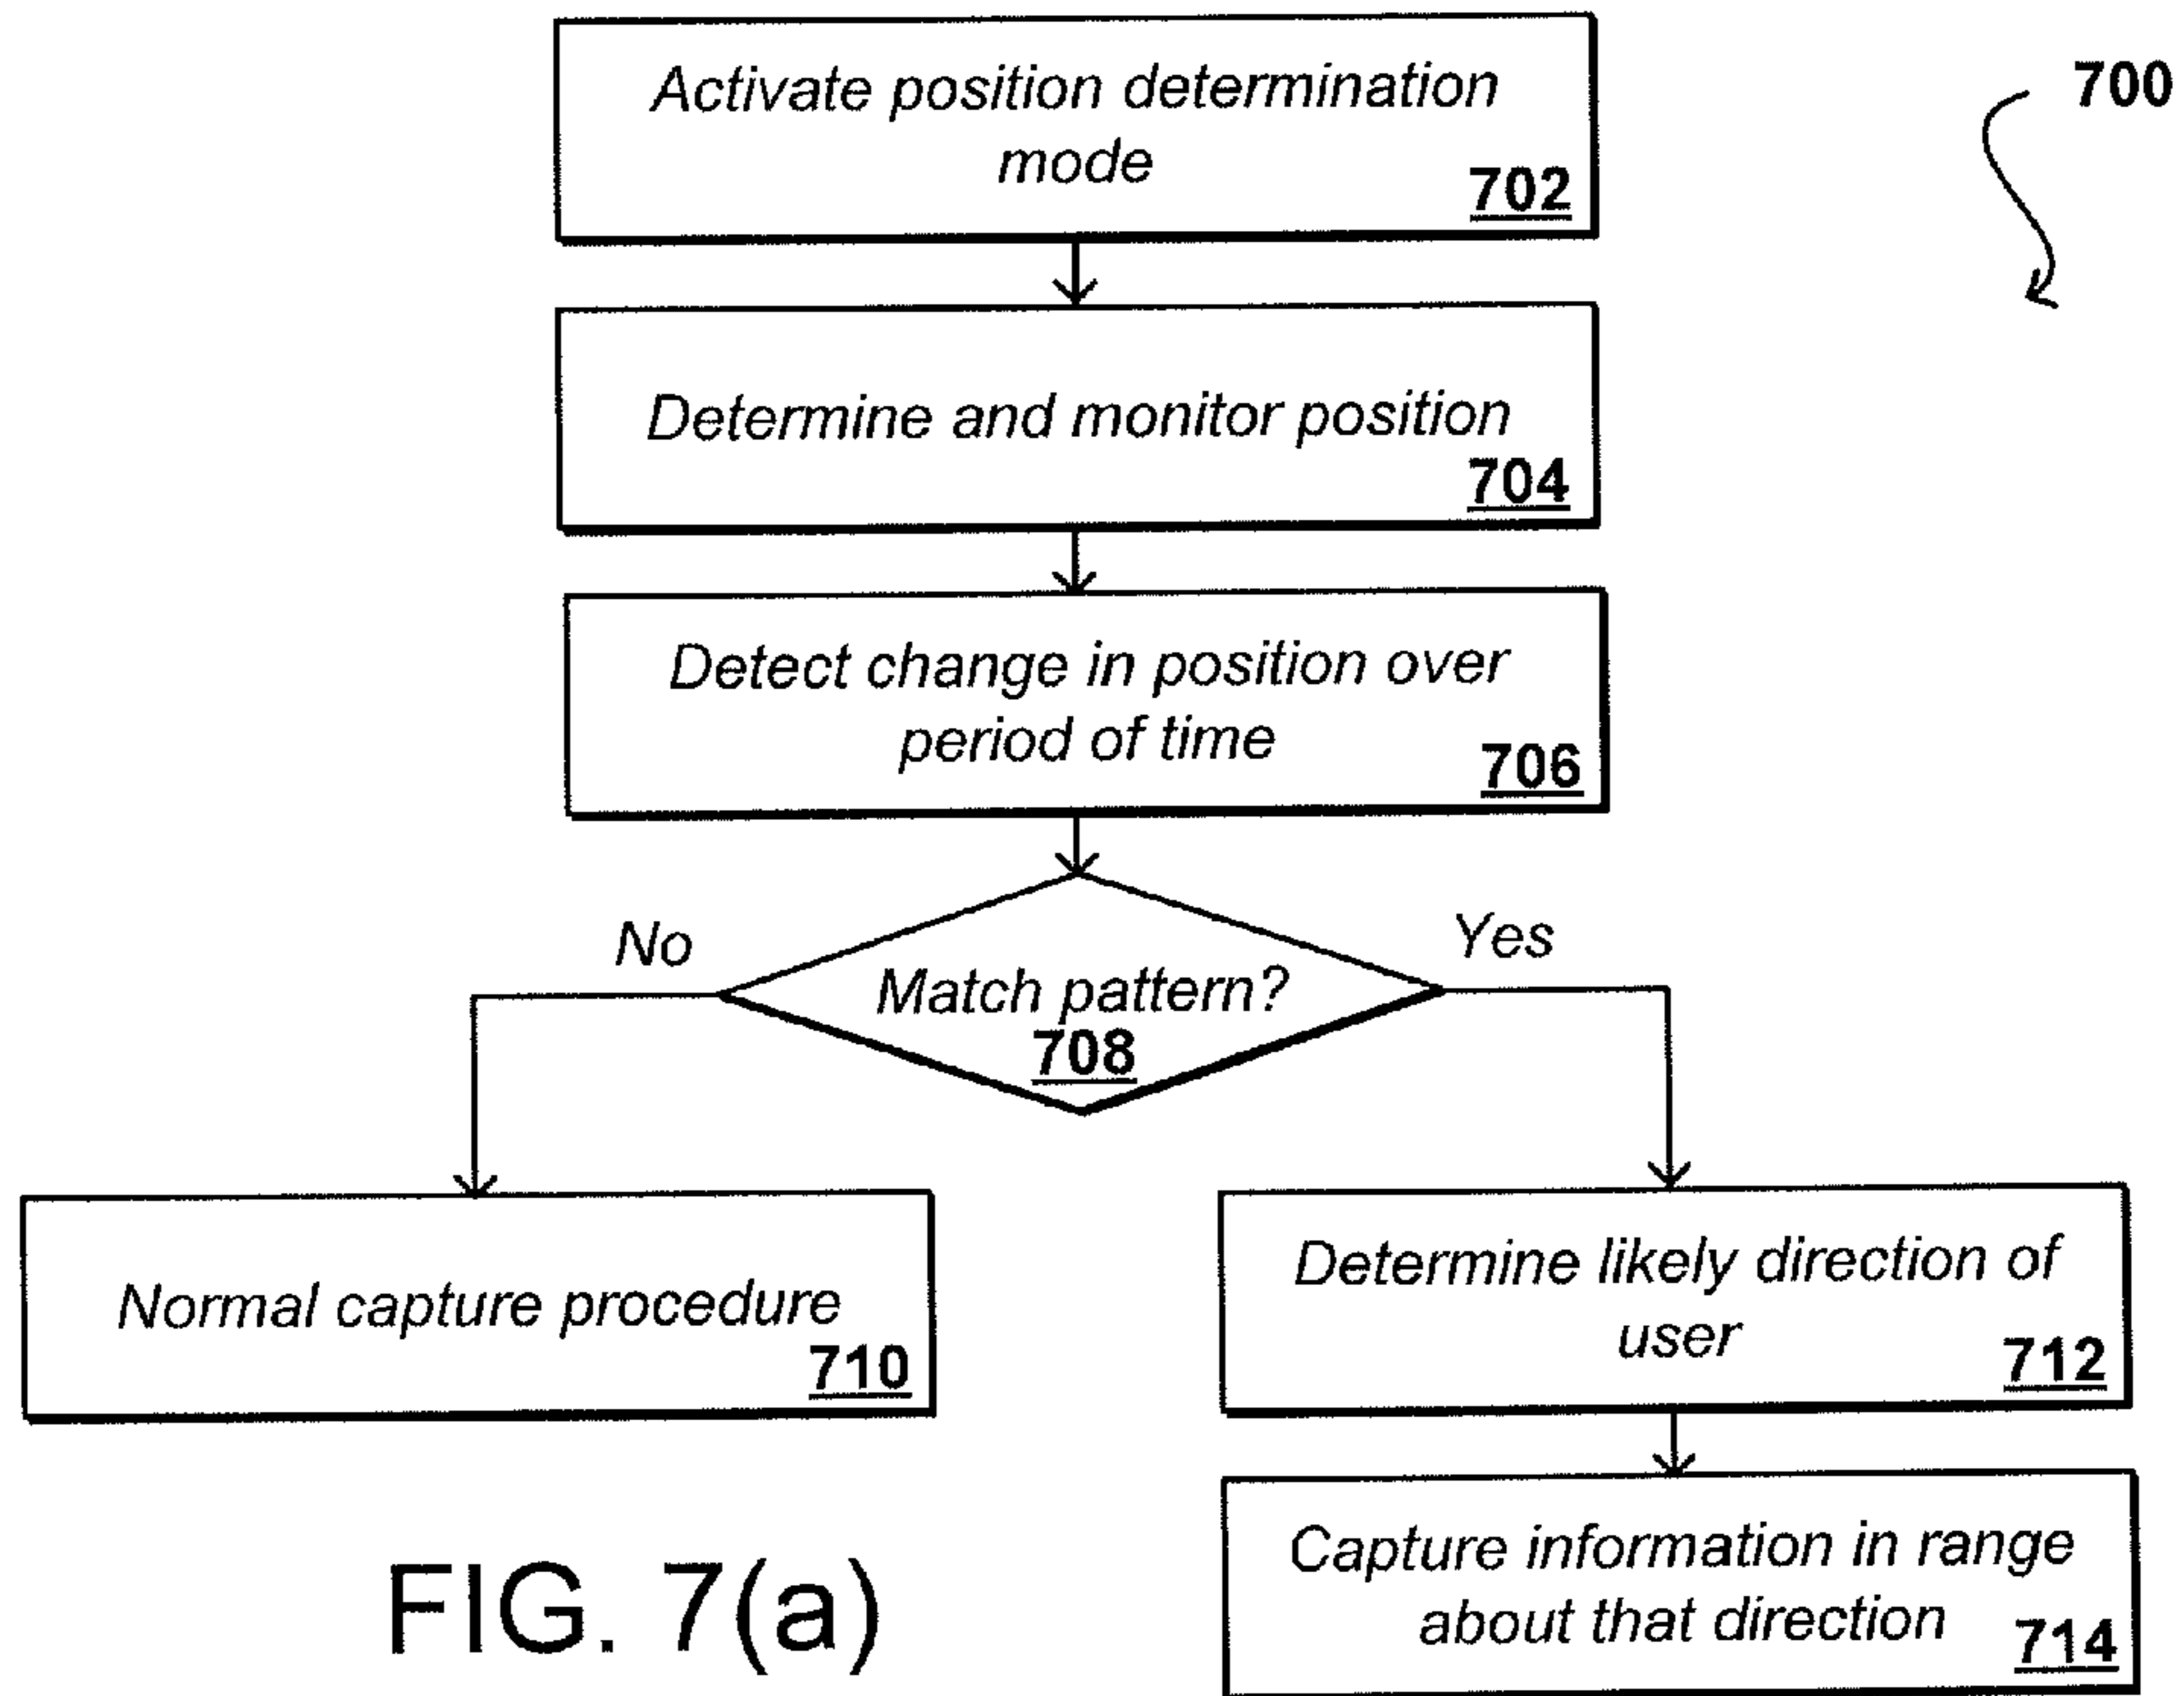 Activate position determination
mode
702
700
Determine and monitor position
704
Detect change in position over
period of time
706
No
Yes
Match pattern?
708
Normal capture procedure
710
Determine likely direction of
user
712
Capture information in range
about that direction
714
FIG. 7(a)